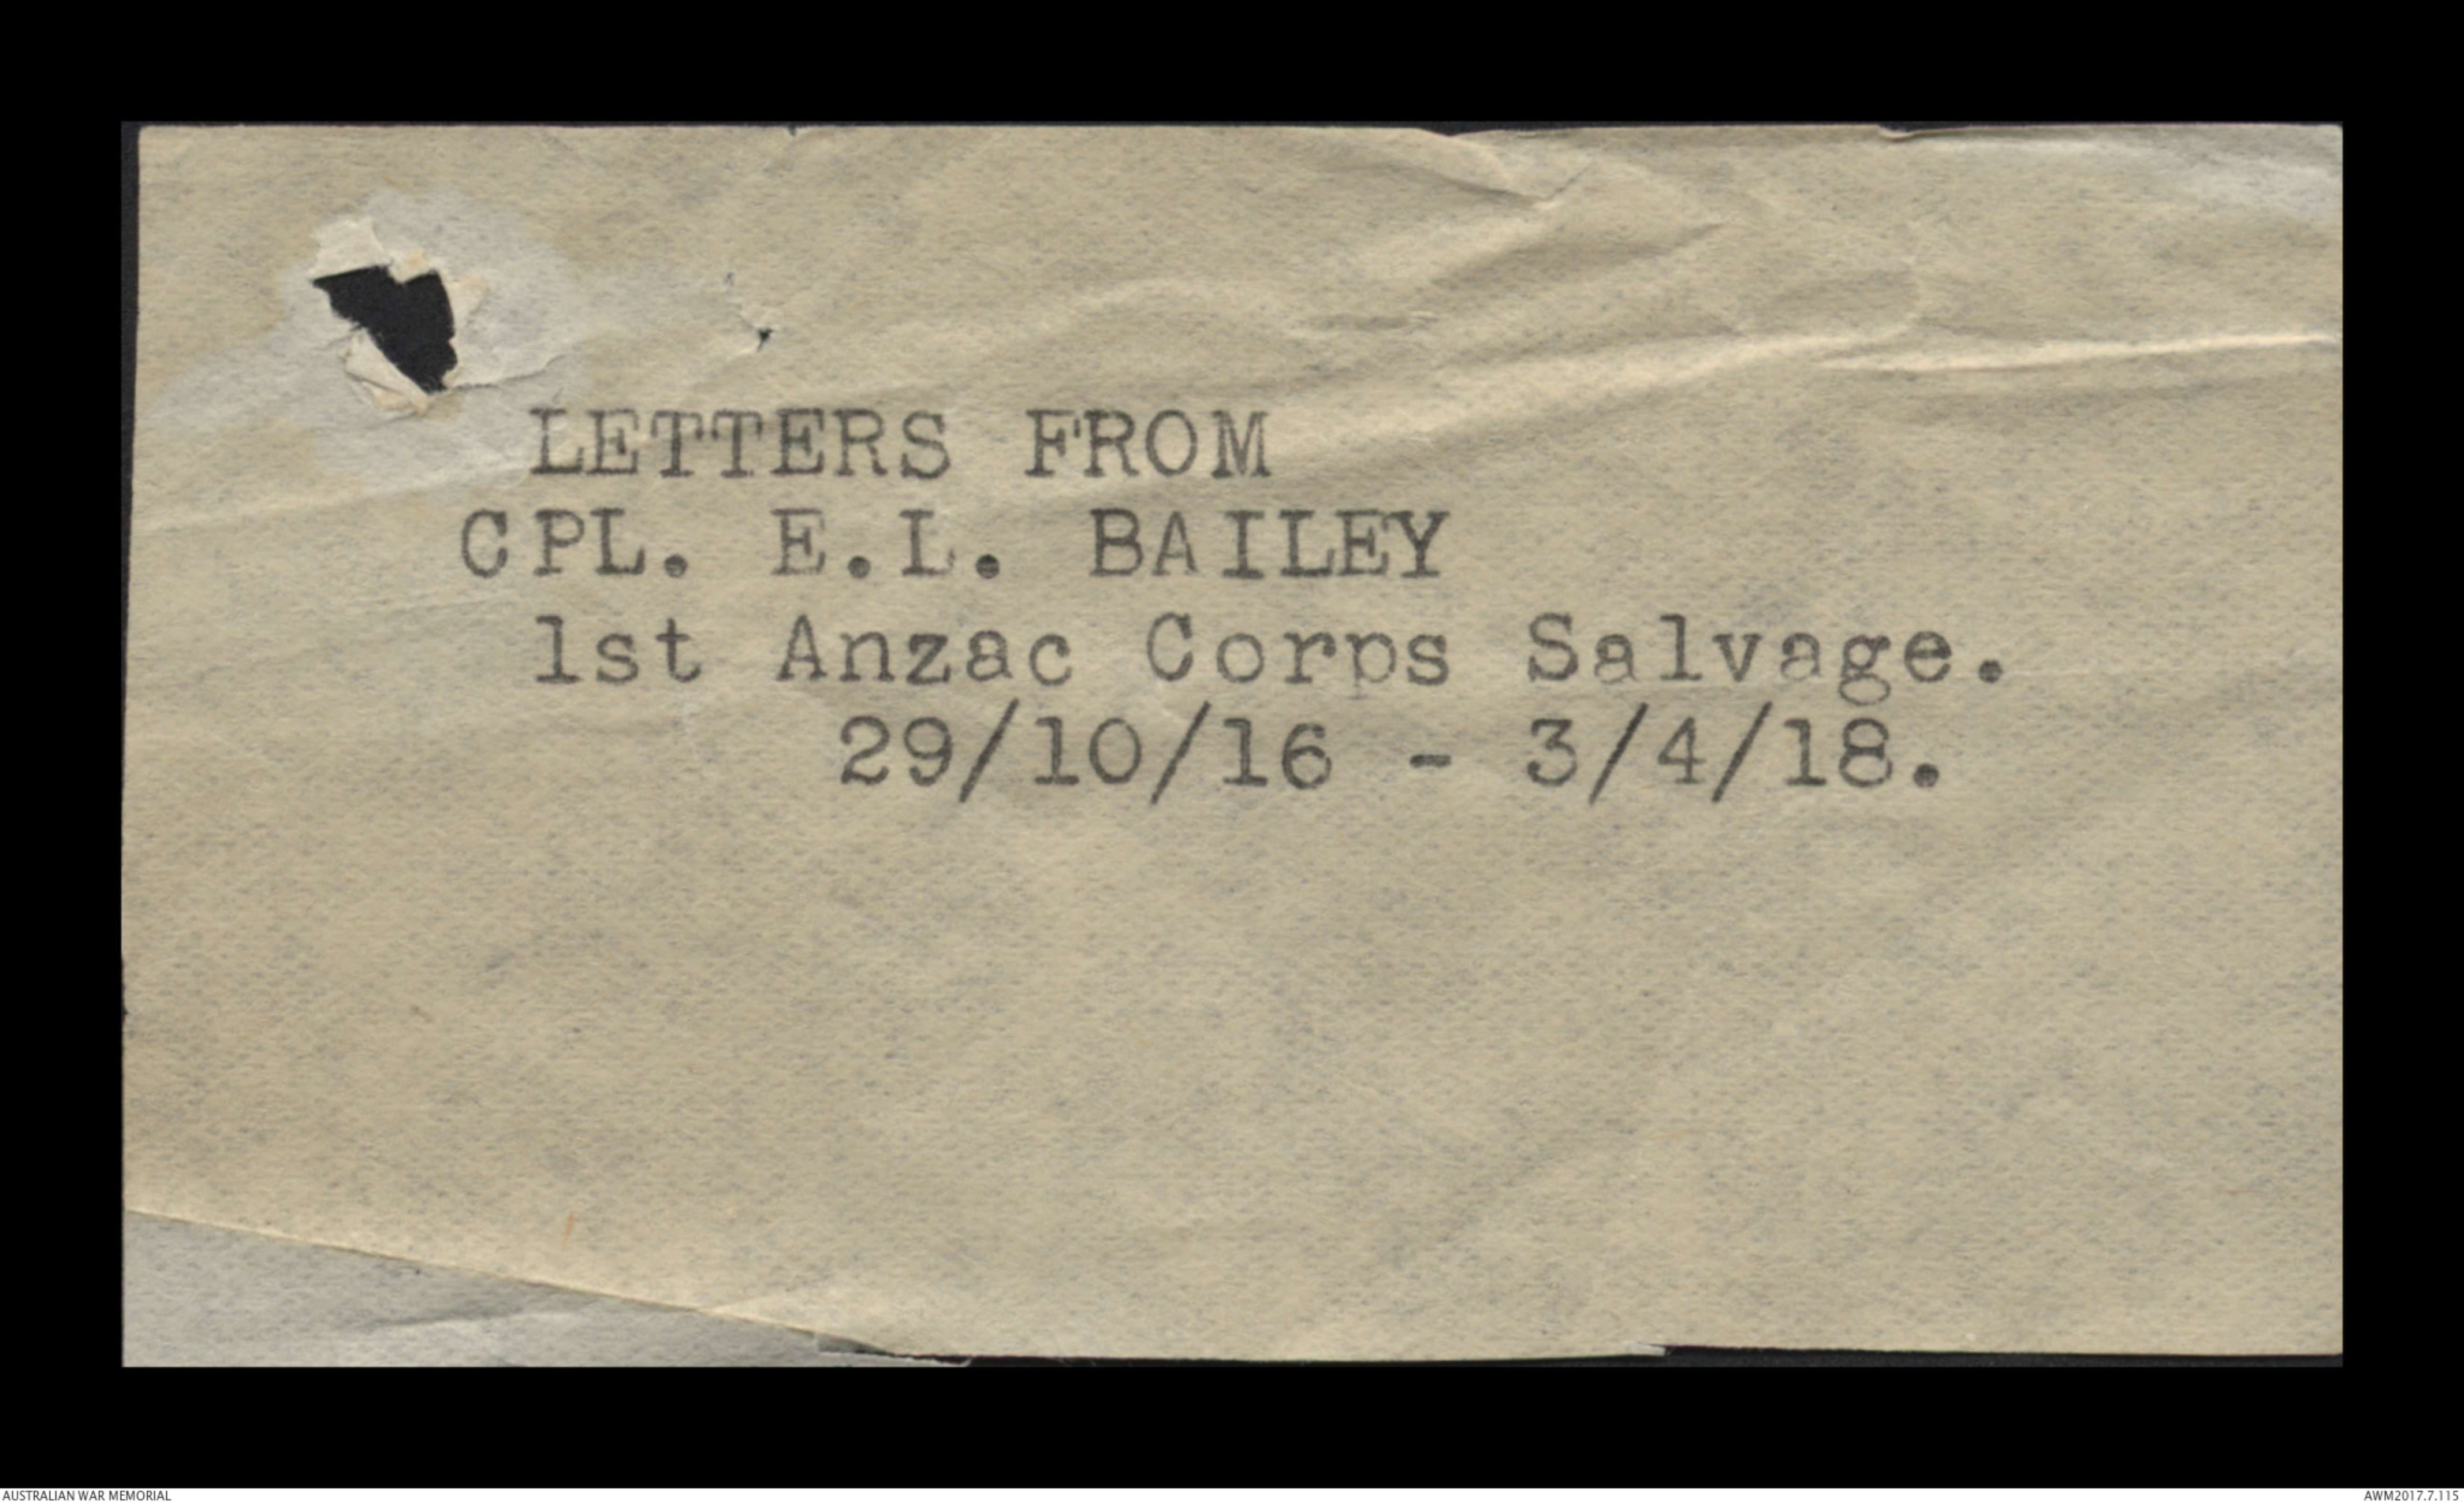 LETTERS FROM
CPL. E.L. BAILEY
1st Anzac Corps Salvage.
29/10/16 - 3/4/18.
AUSTRALIAN WAR MEMORIAL
AWM2017.7.115